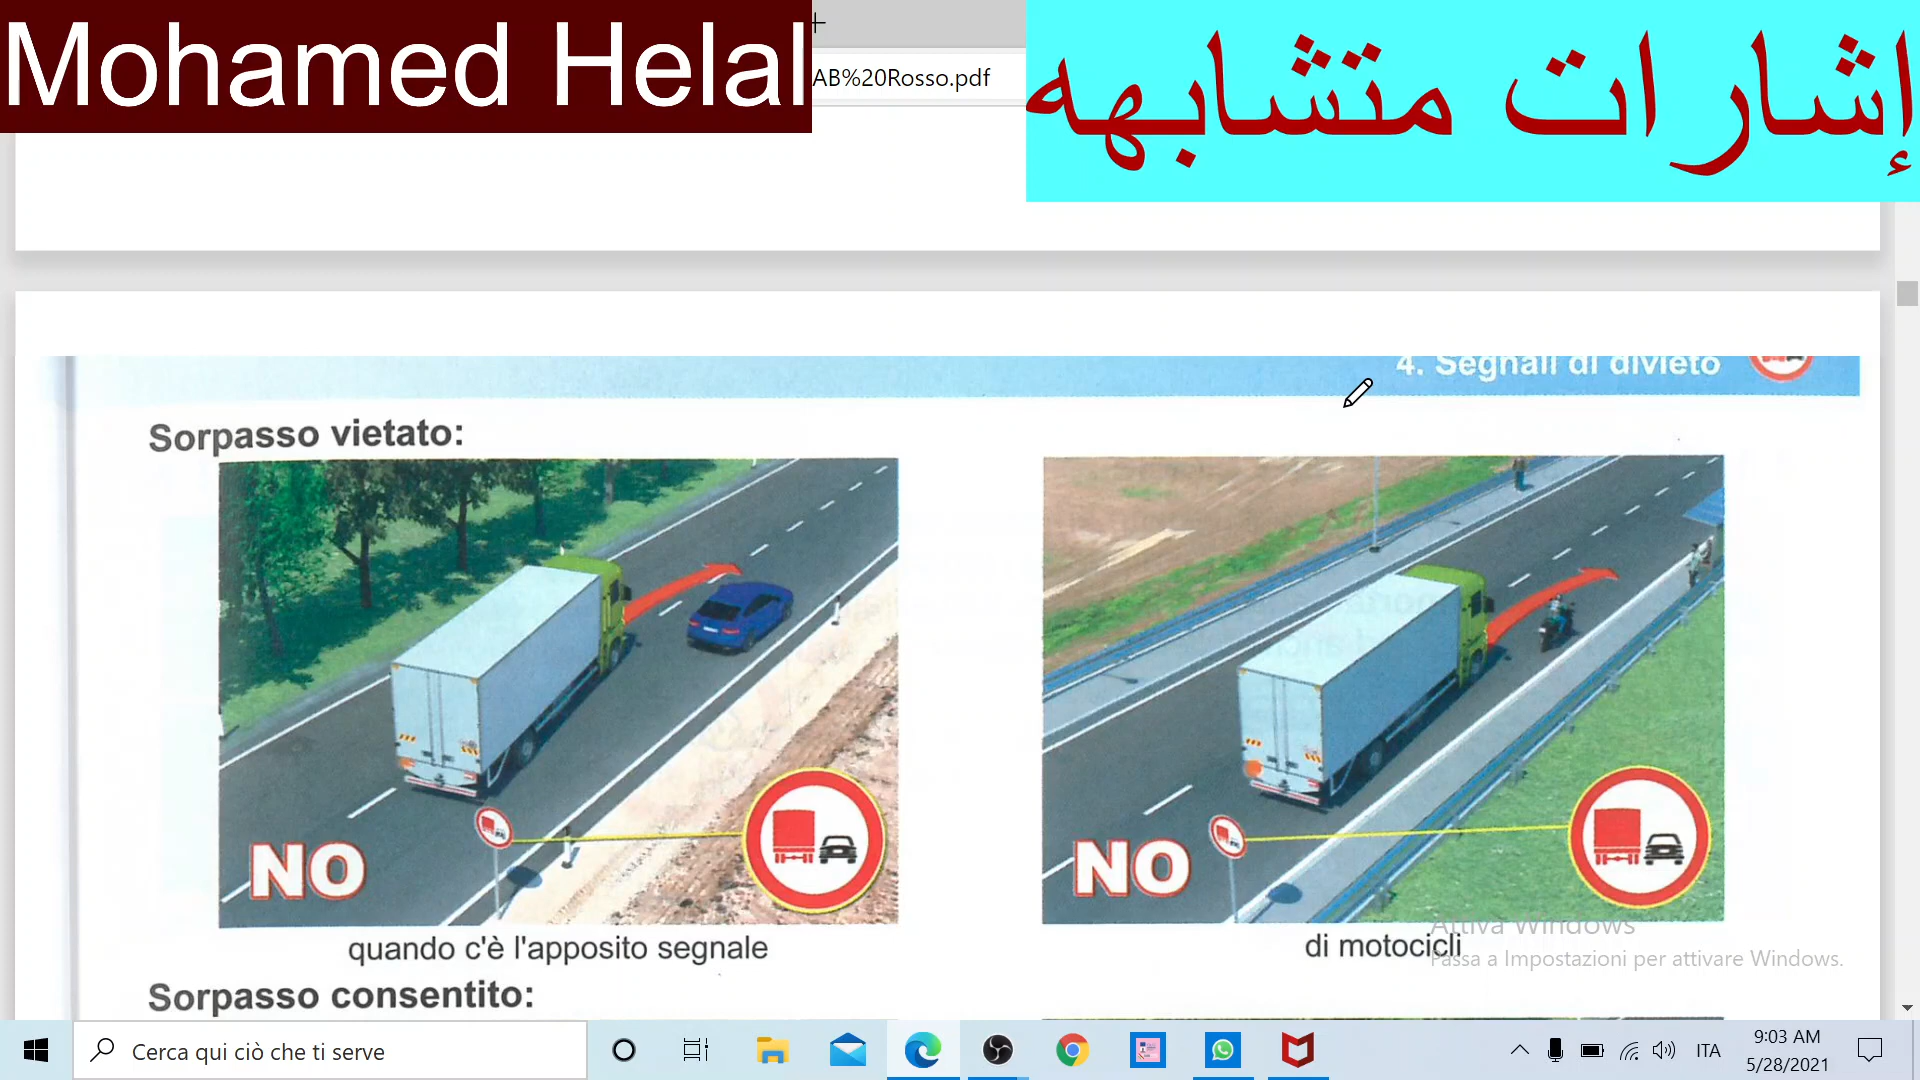 Mohamed Helal
إشارات متشابهه
AB%20Rosso.pdf
4. Segnali di divieto
Sorpasso vietato:
NO
NO
quando c'è l'apposito segnale
di motocicli
Attiva Windows
Passa a Impostazioni per attivare Windows.
Sorpasso consentito:
Cerca qui ciò che ti serve
ITA
9:03 AM
5/28/2021